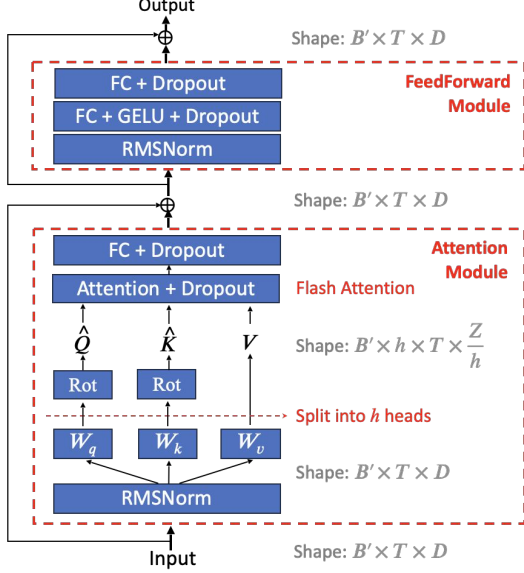 Output
Shape: B′ × T × D
FC + Dropout
FeedForward
Module
FC + GELU + Dropout
RMSNorm
Shape: B′ × T × D
FC + Dropout
Attention
Module
Attention + Dropout
Flash Attention
Q̂ K̂ V
Shape: B′ × h × T × Z/h
Rot Rot
Split into h heads
W_q W_k W_v
Shape: B′ × T × D
RMSNorm
Input
Shape: B′ × T × D